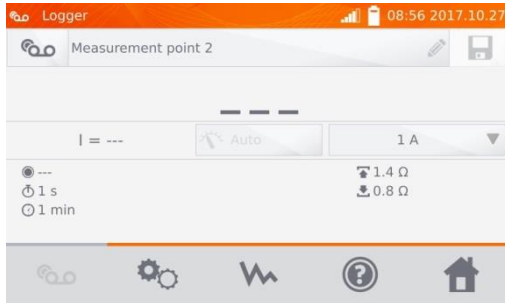 Logger 08:56 2017.10.27
Measurement point 2
---
I = --- Auto 1 A
--- 1.4 Ω
1 s 0.8 Ω
1 min